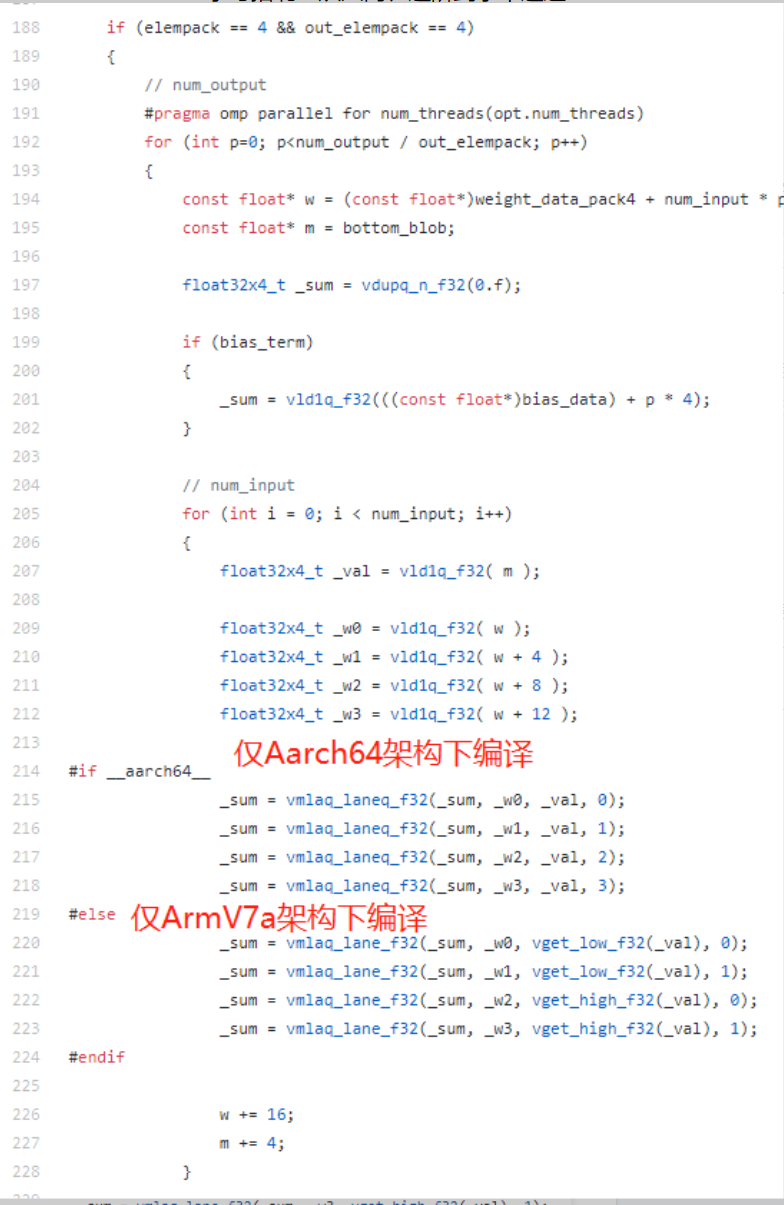 188 if (elempack == 4 && out_elempack == 4)
189 {
190 // num_output
191 #pragma omp parallel for num_threads(opt.num_threads)
192 for (int p=0; p<num_output / out_elempack; p++)
193 {
194 const float* w = (const float*)weight_data_pack4 + num_input *
195 const float* m = bottom_blob;
196
197 float32x4_t _sum = vdupq_n_f32(0.f);
198
199 if (bias_term)
200 {
201 _sum = vld1q_f32(((const float*)bias_data) + p * 4);
202 }
203
204 // num_input
205 for (int i = 0; i < num_input; i++)
206 {
207 float32x4_t _val = vld1q_f32( m );
208
209 float32x4_t _w0 = vld1q_f32( w );
210 float32x4_t _w1 = vld1q_f32( w + 4 );
211 float32x4_t _w2 = vld1q_f32( w + 8 );
212 float32x4_t _w3 = vld1q_f32( w + 12 );
213
仅Aarch64架构下编译
214 #if __aarch64__
215 _sum = vmlaq_laneq_f32(_sum, _w0, _val, 0);
216 _sum = vmlaq_laneq_f32(_sum, _w1, _val, 1);
217 _sum = vmlaq_laneq_f32(_sum, _w2, _val, 2);
218 _sum = vmlaq_laneq_f32(_sum, _w3, _val, 3);
219 #else 仅ArmV7a架构下编译
220 _sum = vmlaq_lane_f32(_sum, _w0, vget_low_f32(_val), 0);
221 _sum = vmlaq_lane_f32(_sum, _w1, vget_low_f32(_val), 1);
222 _sum = vmlaq_lane_f32(_sum, _w2, vget_high_f32(_val), 0);
223 _sum = vmlaq_lane_f32(_sum, _w3, vget_high_f32(_val), 1);
224 #endif
225
226 w += 16;
227 m += 4;
228 }